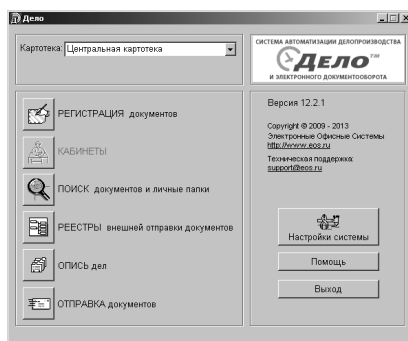 Дело
Картотека: Центральная картотека
СИСТЕМА АВТОМАТИЗАЦИИ ДЕЛОПРОИЗВОДСТВА
Дело™
И ЭЛЕКТРОННОГО ДОКУМЕНТООБОРОТА
РЕГИСТРАЦИЯ документов
КАБИНЕТЫ
ПОИСК документов и личные папки
РЕЕСТРЫ внешней отправки документов
ОПИСЬ дел
ОТПРАВКА документов
Версия 12.2.1
Copyright © 2009 - 2013
Электронные Офисные Системы
http://www.eos.ru
Техническая поддержка:
support@eos.ru
Настройки системы
Помощь
Выход